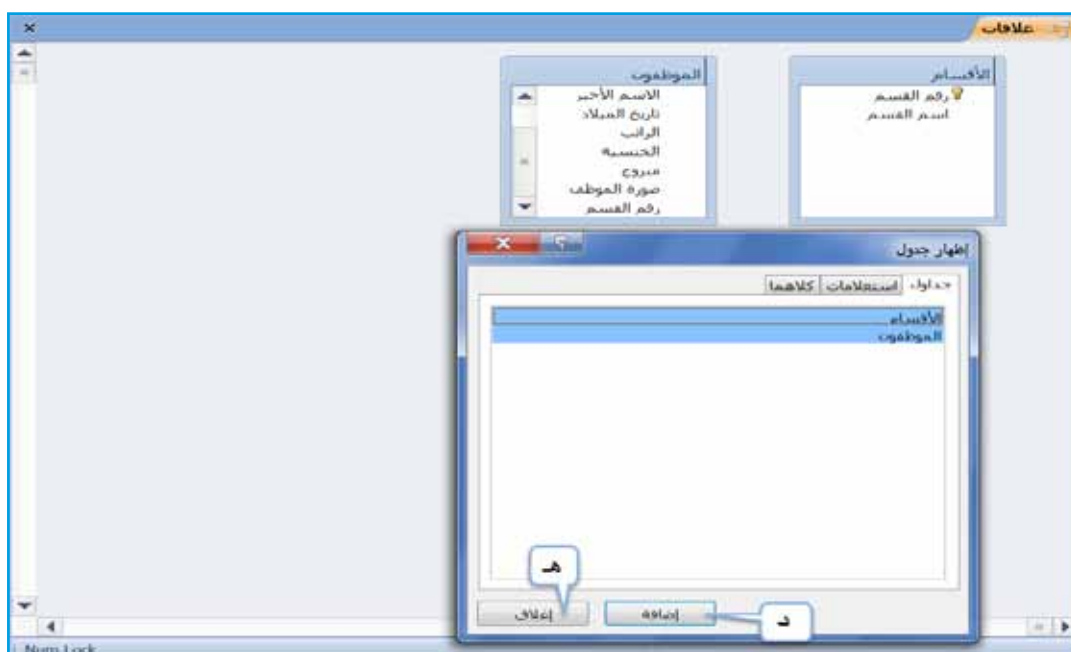 علاقات
الأقسام
رقم القسم
اسم القسم
الموظفون
الاسم الأخير
تاريخ الميلاد
الراتب
الجنسية
متزوج
صورة الموظف
رقم القسم
إظهار جدول
جداول استعلامات كلاهما
الأقسام
الموظفون
هـ
إضافة إغلاق
د
Num Lock